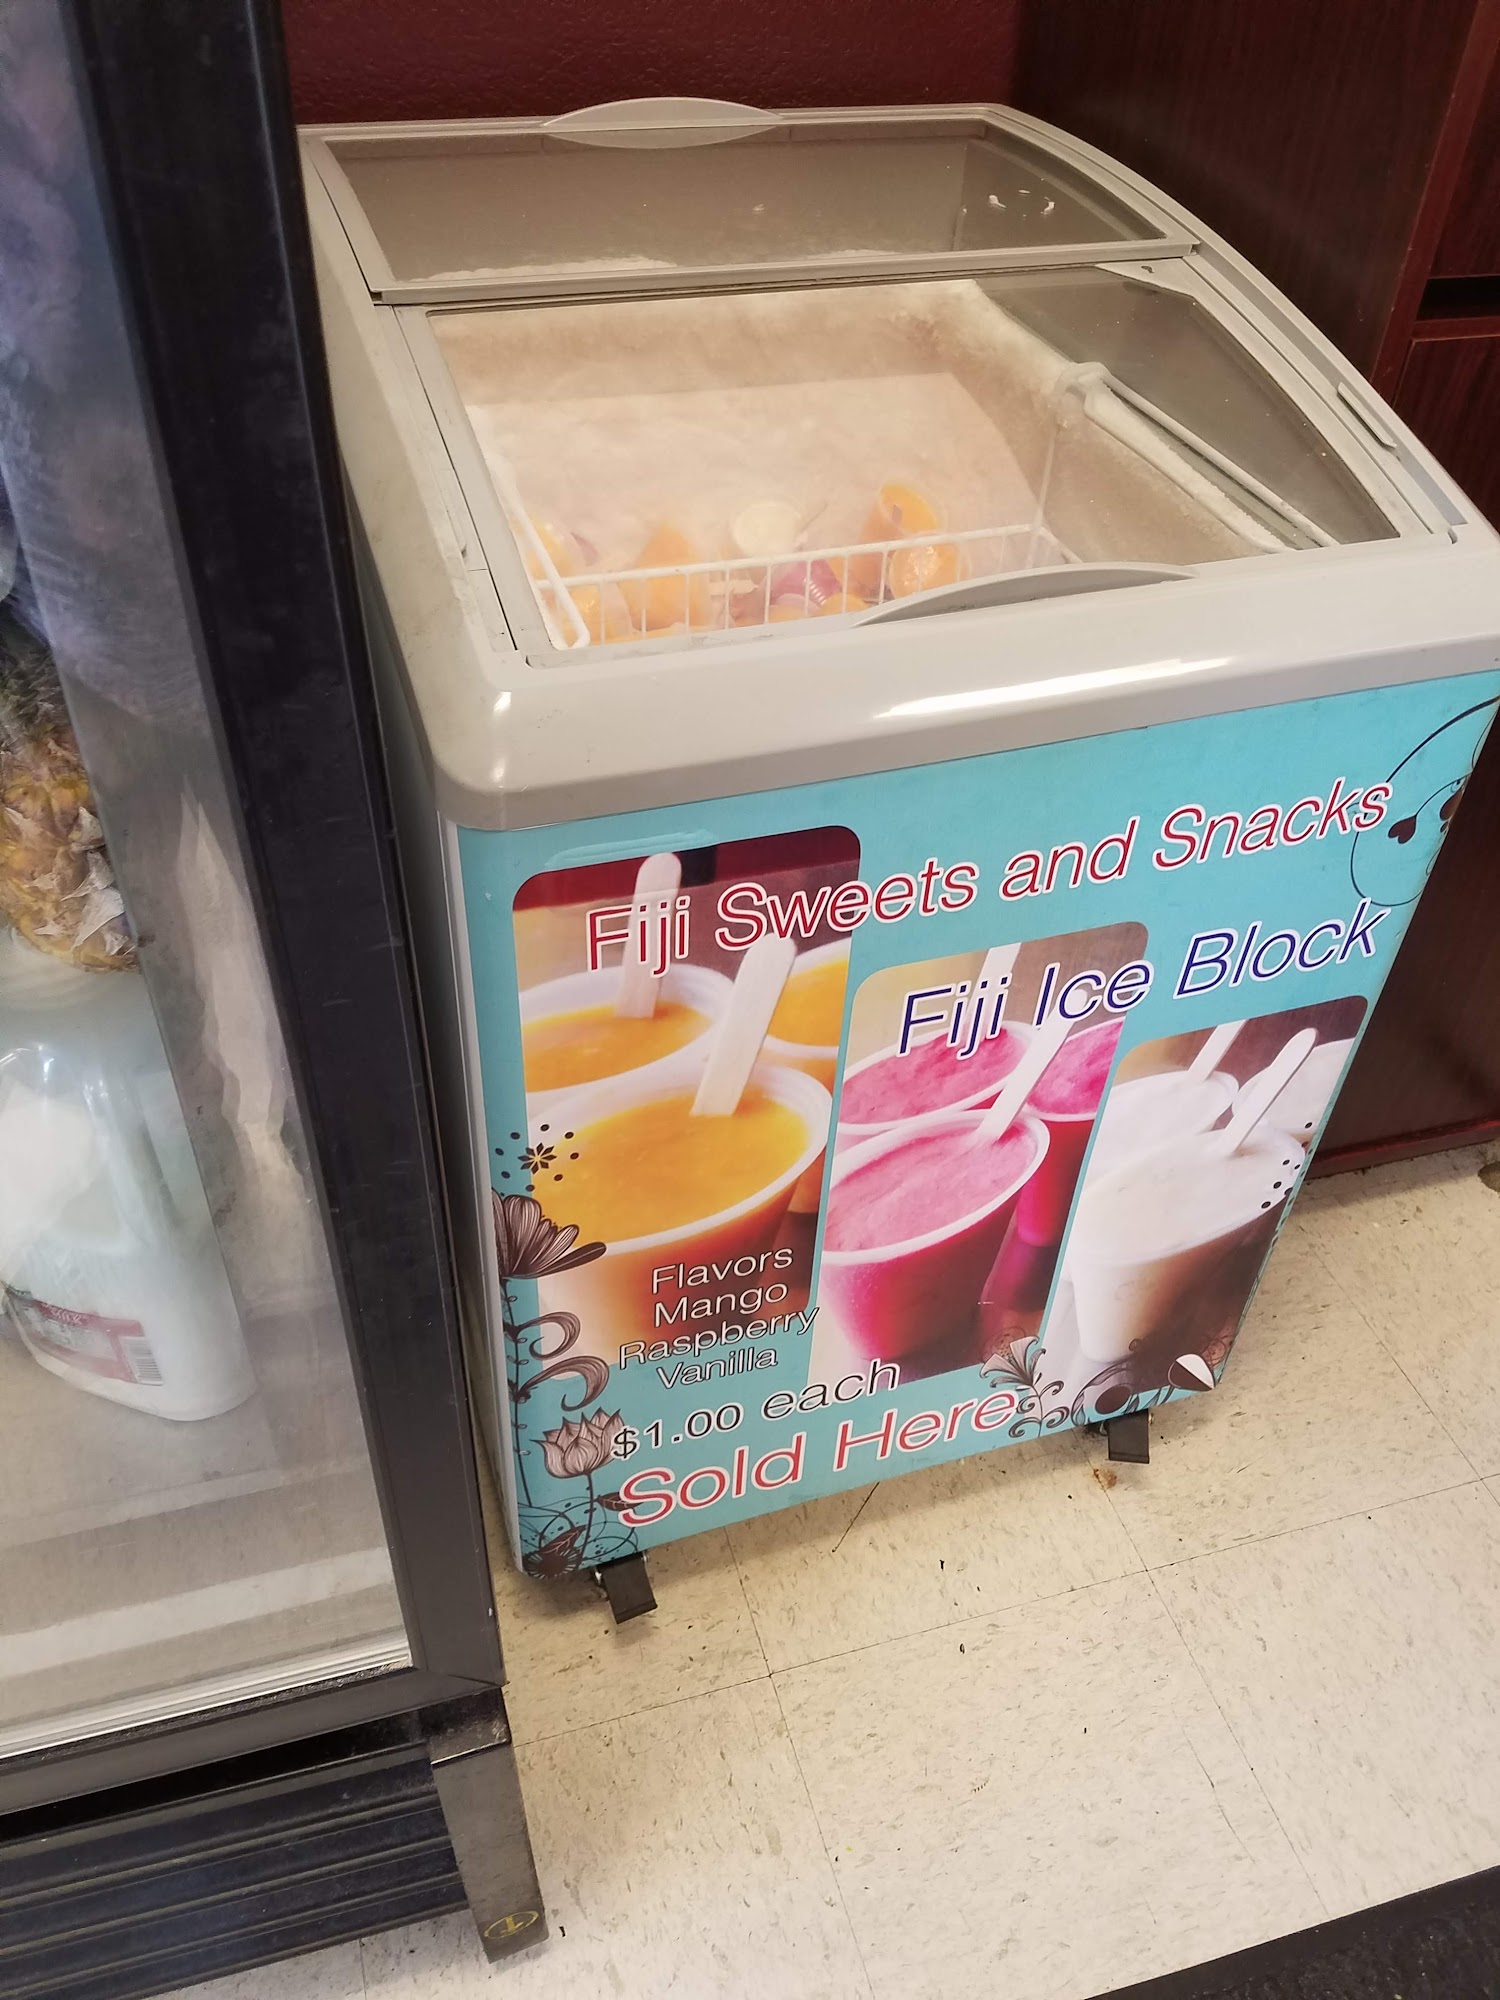 Fiji Sweets and Snacks
Fiji Ice Block
Flavors
Mango
Raspberry
Vanilla
$1.00 each
Sold Here